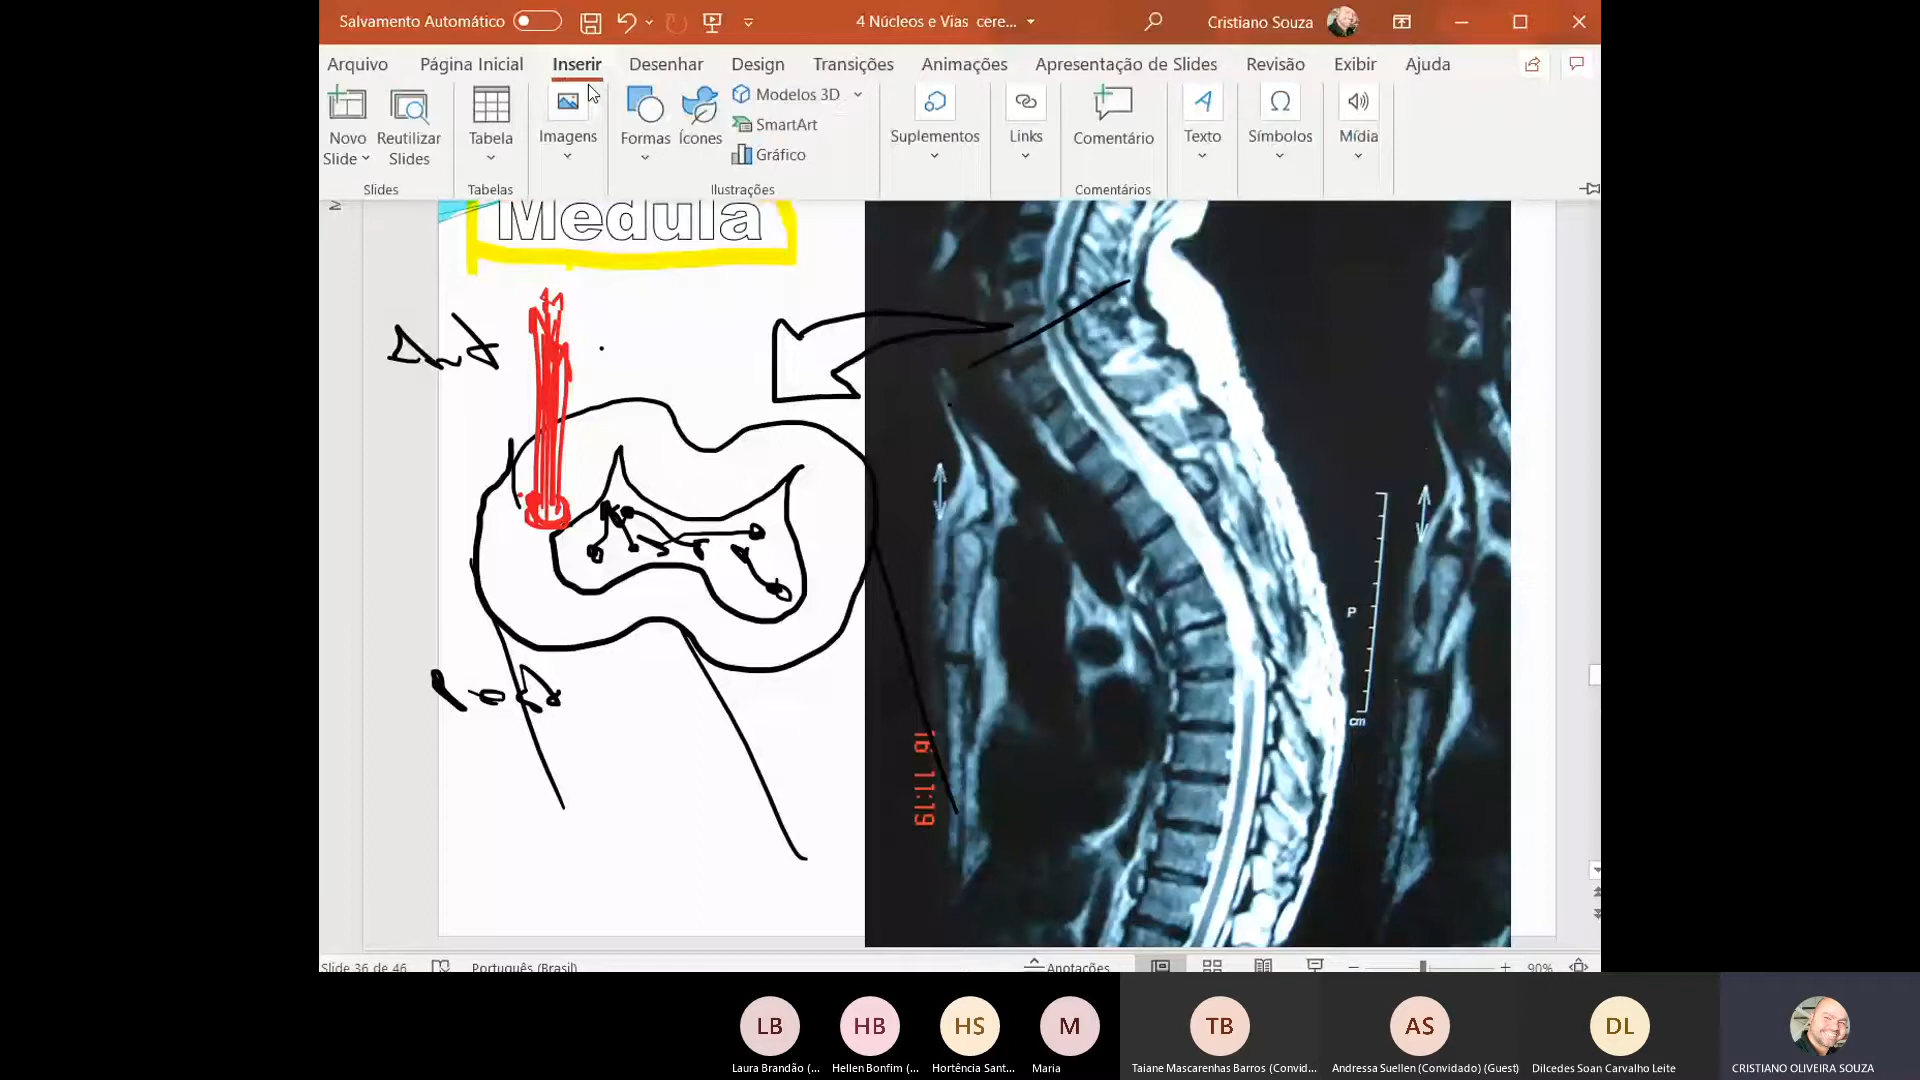 Salvamento Automático
4 Núcleos e Vias cere...
Cristiano Souza
Arquivo Página Inicial Inserir Desenhar Design Transições Animações Apresentação de Slides Revisão Exibir Ajuda
Novo Slide
Reutilizar Slides
Tabela
Imagens
Formas
Ícones
Modelos 3D
SmartArt
Gráfico
Suplementos
Links
Comentário
Texto
Símbolos
Mídia
Slides Tabelas Ilustrações Comentários
Medula
Ant
P
cm
16 11:19
Slide 36 de 46 Português (Brasil) Anotações 90%
LB HB HS M TB AS DL
Laura Brandão (... Hellen Bonfim (... Hortência Sant... Maria Taiane Mascarenhas Barros (Convid... Andressa Suellen (Convidado) (Guest) Dilcedes Soan Carvalho Leite CRISTIANO OLIVEIRA SOUZA